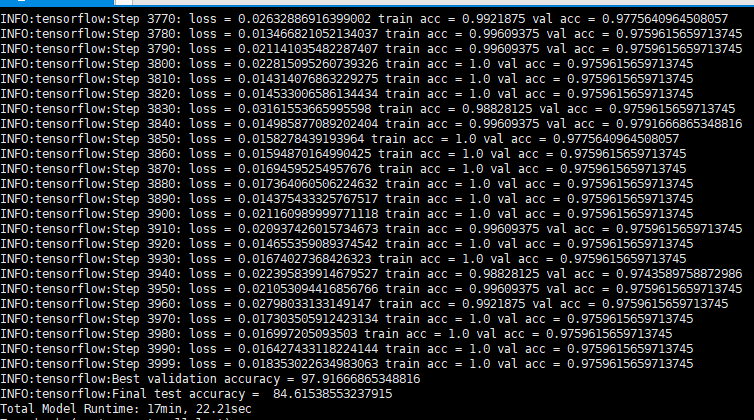 INFO:tensorflow:Step 3770: loss = 0.02632886916399002 train acc = 0.9921875 val acc = 0.9775640964508057
INFO:tensorflow:Step 3780: loss = 0.013466821052134037 train acc = 0.99609375 val acc = 0.9759615659713745
INFO:tensorflow:Step 3790: loss = 0.021141035482287407 train acc = 0.99609375 val acc = 0.9759615659713745
INFO:tensorflow:Step 3800: loss = 0.022815095260739326 train acc = 1.0 val acc = 0.9759615659713745
INFO:tensorflow:Step 3810: loss = 0.014314076863229275 train acc = 1.0 val acc = 0.9759615659713745
INFO:tensorflow:Step 3820: loss = 0.014533006586134434 train acc = 1.0 val acc = 0.9759615659713745
INFO:tensorflow:Step 3830: loss = 0.03161553665995598 train acc = 0.98828125 val acc = 0.9759615659713745
INFO:tensorflow:Step 3840: loss = 0.014985877089202404 train acc = 0.99609375 val acc = 0.9791666865348816
INFO:tensorflow:Step 3850: loss = 0.0158278439193964 train acc = 1.0 val acc = 0.9775640964508057
INFO:tensorflow:Step 3860: loss = 0.01594870164990425 train acc = 1.0 val acc = 0.9759615659713745
INFO:tensorflow:Step 3870: loss = 0.01694595254957676 train acc = 1.0 val acc = 0.9759615659713745
INFO:tensorflow:Step 3880: loss = 0.017364060506224632 train acc = 1.0 val acc = 0.9759615659713745
INFO:tensorflow:Step 3890: loss = 0.014375433325767517 train acc = 1.0 val acc = 0.9759615659713745
INFO:tensorflow:Step 3900: loss = 0.021160989999771118 train acc = 1.0 val acc = 0.9759615659713745
INFO:tensorflow:Step 3910: loss = 0.020937426015734673 train acc = 0.99609375 val acc = 0.9759615659713745
INFO:tensorflow:Step 3920: loss = 0.014655359089374542 train acc = 1.0 val acc = 0.9759615659713745
INFO:tensorflow:Step 3930: loss = 0.01674027368426323 train acc = 1.0 val acc = 0.9759615659713745
INFO:tensorflow:Step 3940: loss = 0.022395839914679527 train acc = 0.98828125 val acc = 0.9743589758872986
INFO:tensorflow:Step 3950: loss = 0.021053094416856766 train acc = 0.99609375 val acc = 0.9759615659713745
INFO:tensorflow:Step 3960: loss = 0.02798033133149147 train acc = 0.9921875 val acc = 0.9759615659713745
INFO:tensorflow:Step 3970: loss = 0.017303505912423134 train acc = 1.0 val acc = 0.9759615659713745
INFO:tensorflow:Step 3980: loss = 0.016997205093503 train acc = 1.0 val acc = 0.9759615659713745
INFO:tensorflow:Step 3990: loss = 0.016427433118224144 train acc = 1.0 val acc = 0.9759615659713745
INFO:tensorflow:Step 3999: loss = 0.018353022634983063 train acc = 1.0 val acc = 0.9759615659713745
INFO:tensorflow:Best validation accuracy = 97.91666865348816
INFO:tensorflow:Final test accuracy =  84.61538553237915
Total Model Runtime: 17min, 22.21sec